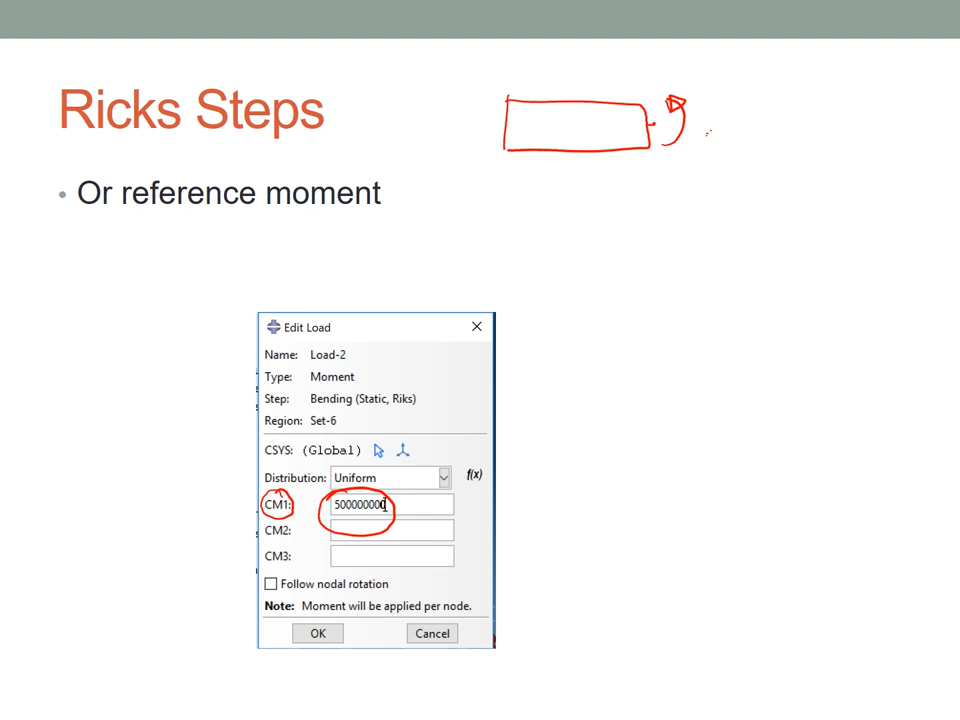 Ricks Steps
• Or reference moment
Edit Load
Name: Load-2
Type: Moment
Step: Bending (Static, Riks)
Region: Set-6
CSYS: (Global)
Distribution: Uniform f(x)
CM1: 500000000
CM2:
CM3:
Follow nodal rotation
Note: Moment will be applied per node.
OK Cancel